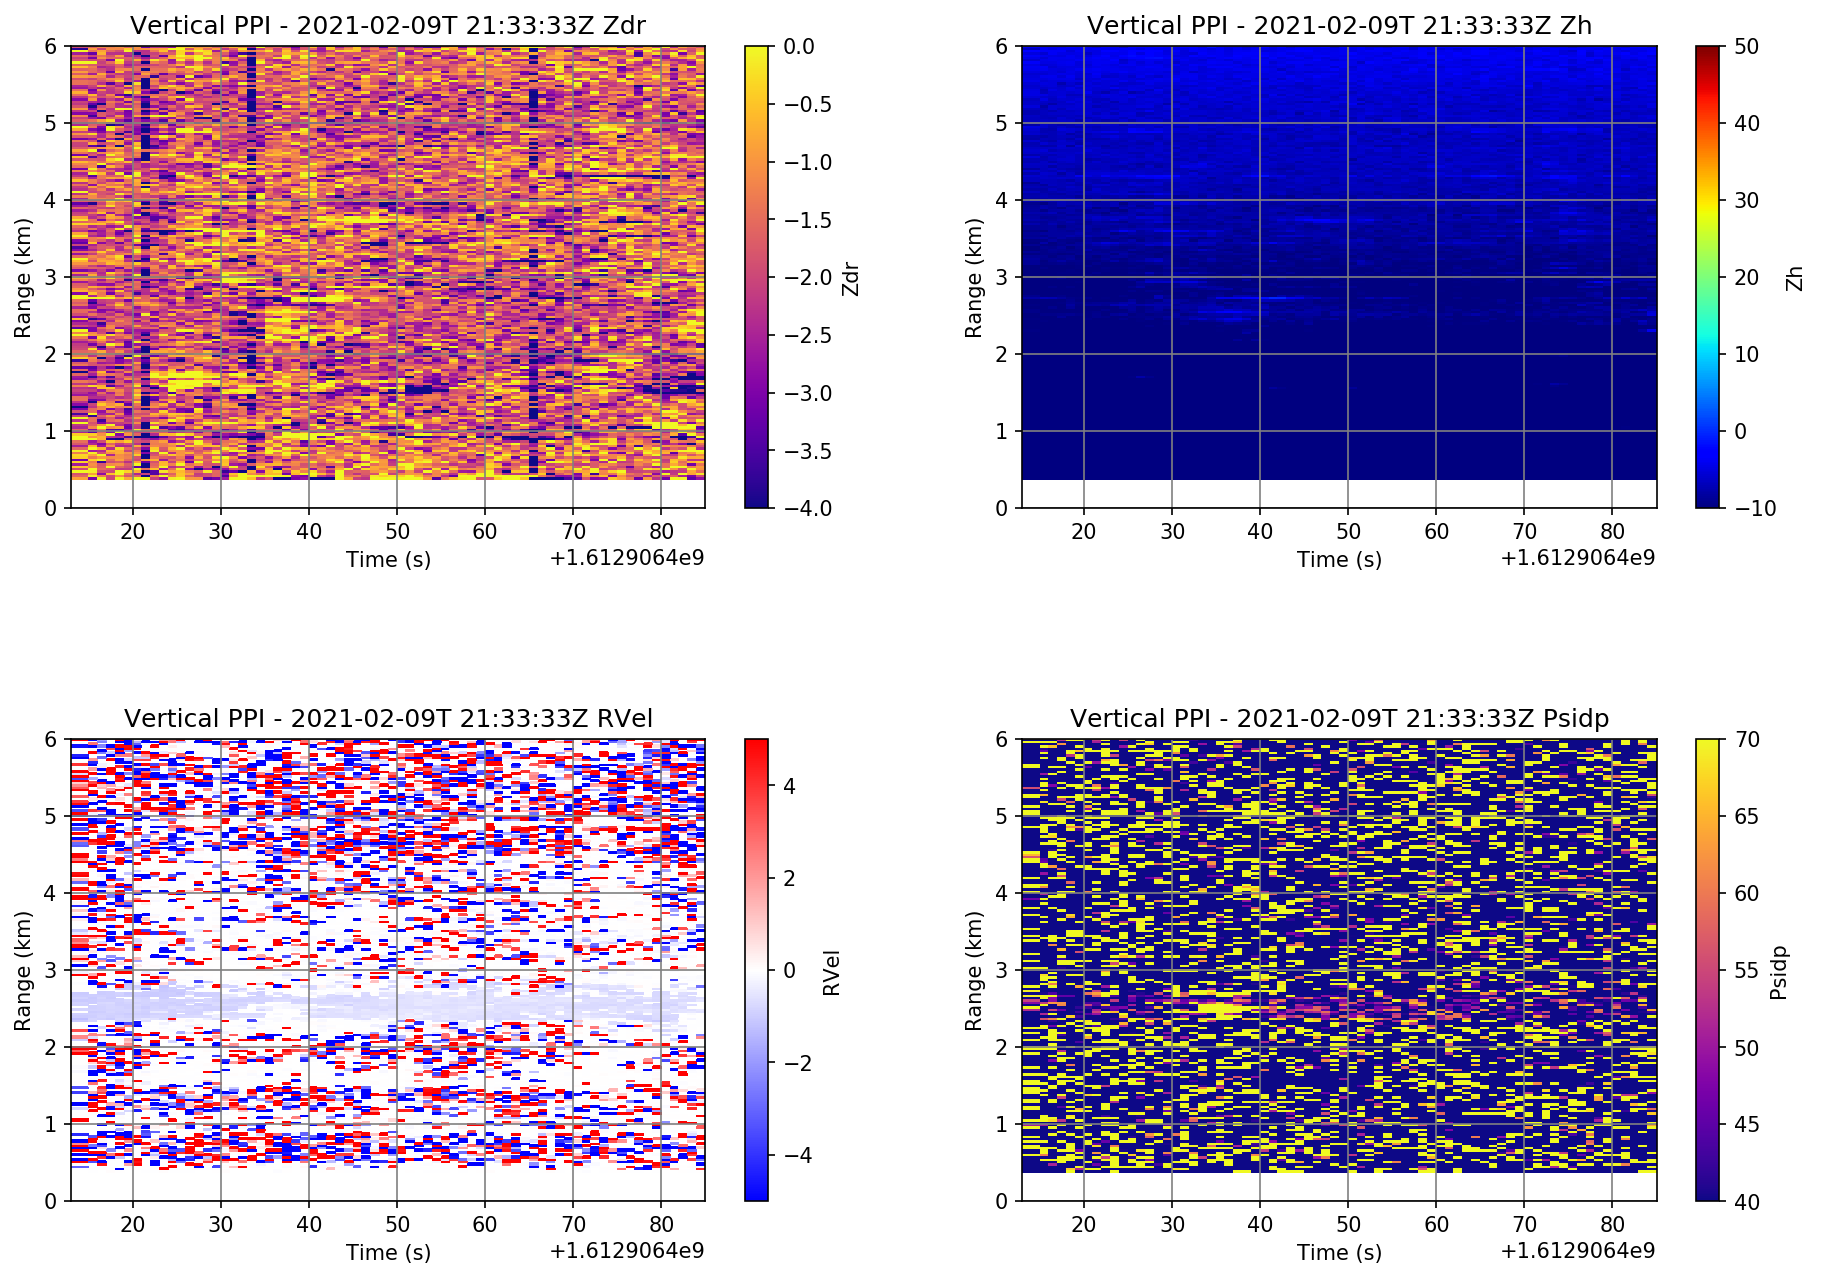 Vertical PPI - 2021-02-09T 21:33:33Z Zdr
6
5
4
3
2
1
0
Range (km)
20 30 40 50 60 70 80
Time (s)
+1.6129064e9
0.0
−0.5
−1.0
−1.5
−2.0
−2.5
−3.0
−3.5
−4.0
Zdr
Vertical PPI - 2021-02-09T 21:33:33Z Zh
6
5
4
3
2
1
0
Range (km)
20 30 40 50 60 70 80
Time (s)
+1.6129064e9
50
40
30
20
10
0
−10
Zh
Vertical PPI - 2021-02-09T 21:33:33Z RVel
6
5
4
3
2
1
0
Range (km)
20 30 40 50 60 70 80
Time (s)
+1.6129064e9
4
2
0
−2
−4
RVel
Vertical PPI - 2021-02-09T 21:33:33Z Psidp
6
5
4
3
2
1
0
Range (km)
20 30 40 50 60 70 80
Time (s)
+1.6129064e9
70
65
60
55
50
45
40
Psidp